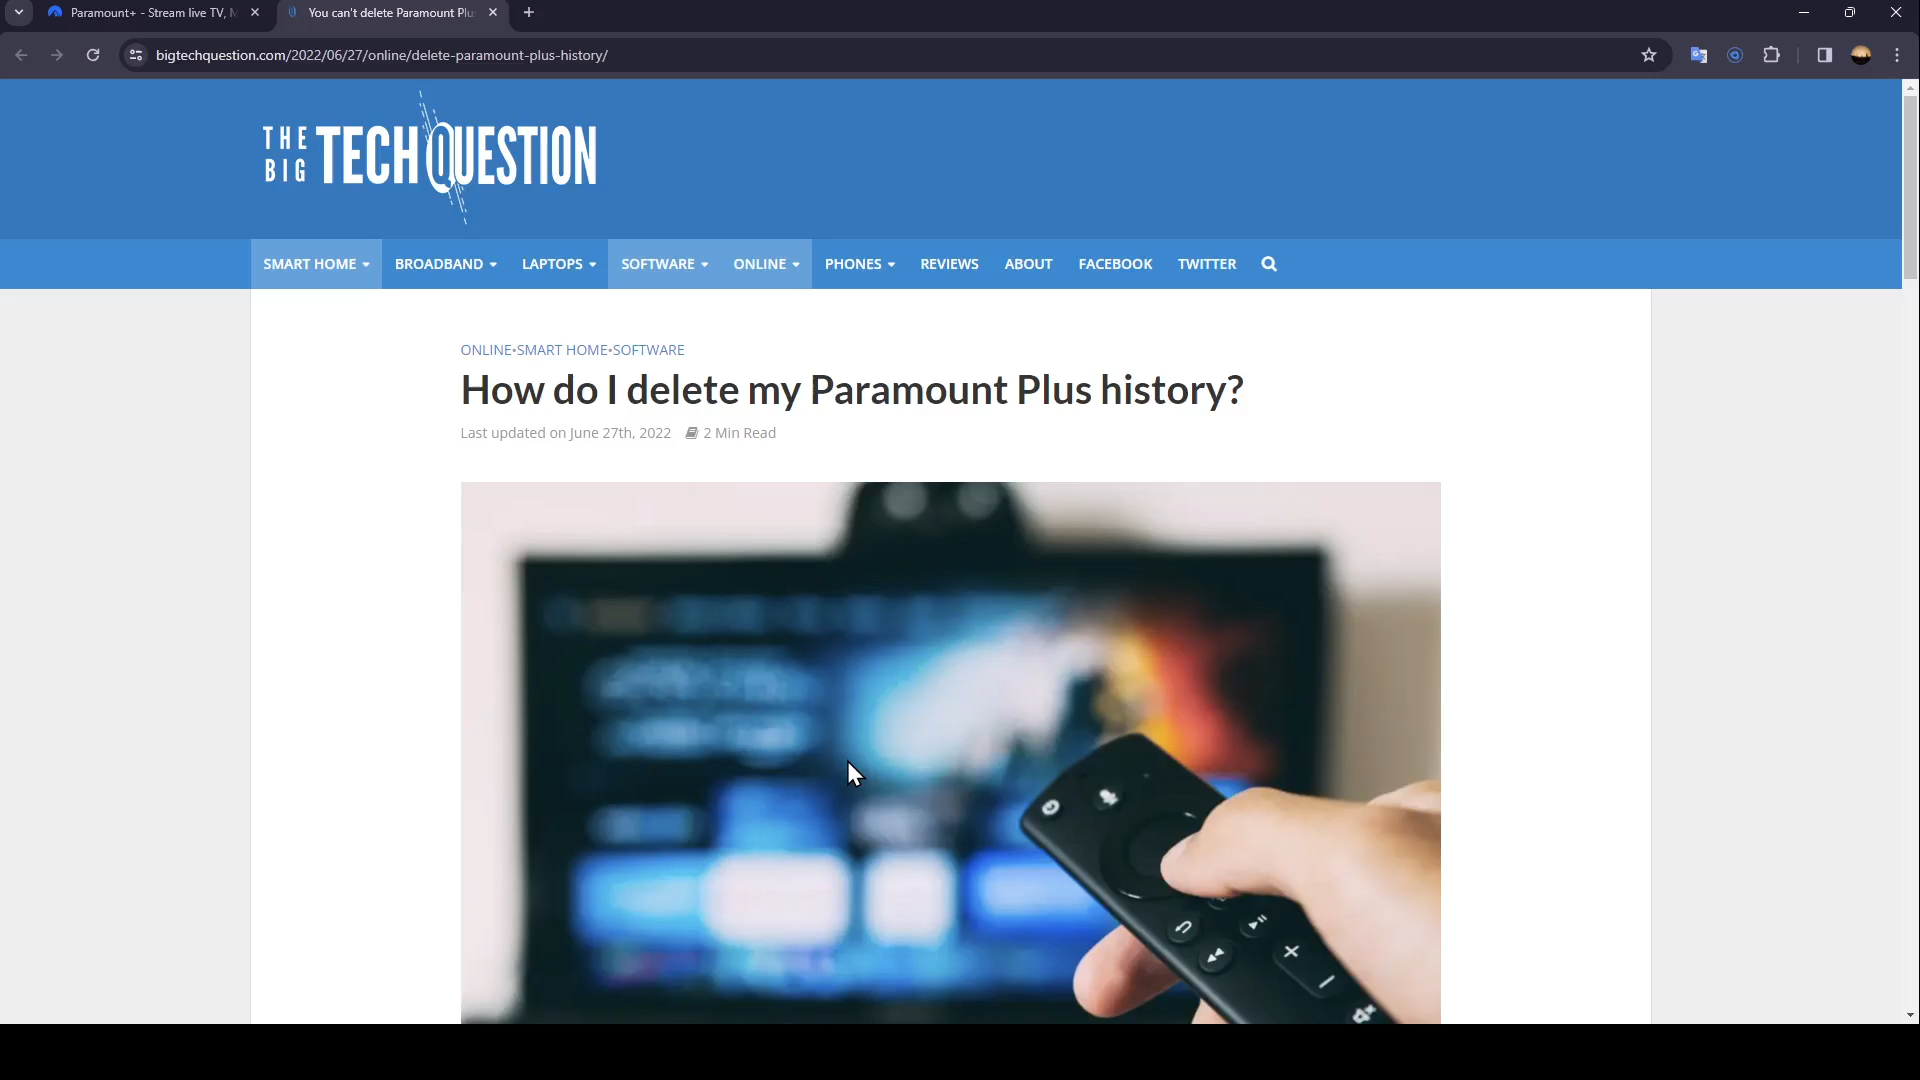 Paramount+ - Stream live TV, M
You can't delete Paramount Plu
bigtechquestion.com/2022/06/27/online/delete-paramount-plus-history/
THE BIG TECH QUESTION
SMART HOME BROADBAND LAPTOPS SOFTWARE ONLINE PHONES REVIEWS ABOUT FACEBOOK TWITTER
ONLINE•SMART HOME•SOFTWARE
How do I delete my Paramount Plus history?
Last updated on June 27th, 2022 2 Min Read